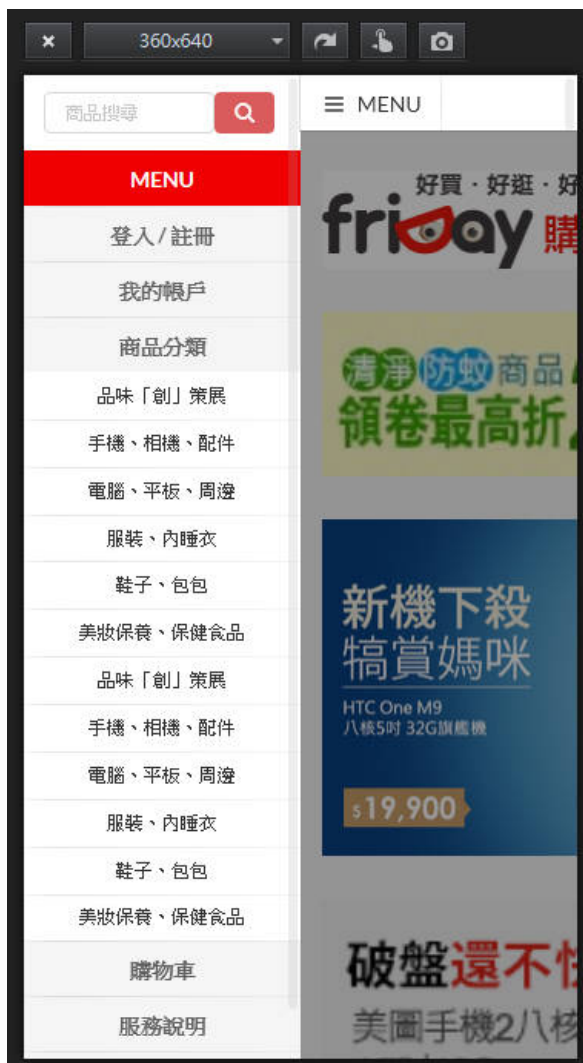 360x640
商品搜尋
MENU
登入/註冊
我的帳戶
商品分類
品味「創」策展
手機、相機、配件
電腦、平板、周邊
服裝、內睡衣
鞋子、包包
美妝保養、保健食品
品味「創」策展
手機、相機、配件
電腦、平板、周邊
服裝、內睡衣
鞋子、包包
美妝保養、保健食品
購物車
服務說明
MENU
好買·好逛·好
friday 購
清淨防蚊商品
領卷最高折
新機下殺
犒賞媽咪
HTC One M9
八核5吋 32G旗艦機
$19,900
破盤還不快
美圖手機2八核